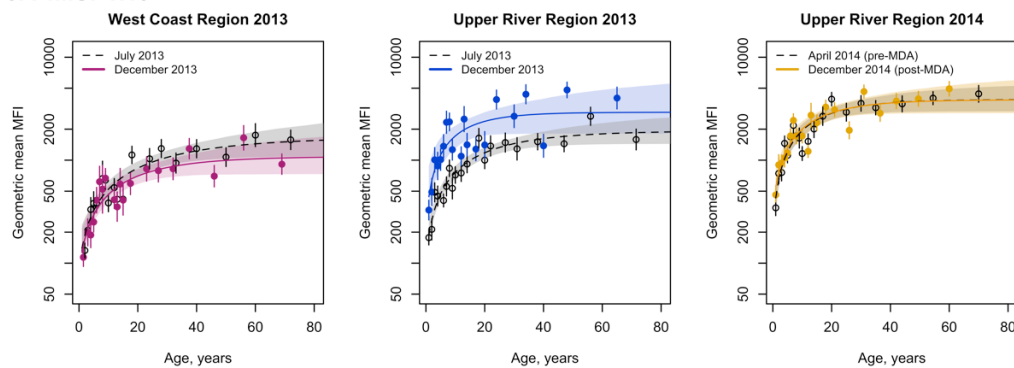 West Coast Region 2013
July 2013
December 2013
Geometric mean MFI
50
200
500
2000
10000
0
20
40
60
80
Age, years
Upper River Region 2013
July 2013
December 2013
Geometric mean MFI
50
200
500
2000
10000
0
20
40
60
80
Age, years
Upper River Region 2014
April 2014 (pre-MDA)
December 2014 (post-MDA)
Geometric mean MFI
50
200
500
2000
10000
0
20
40
60
80
Age, years